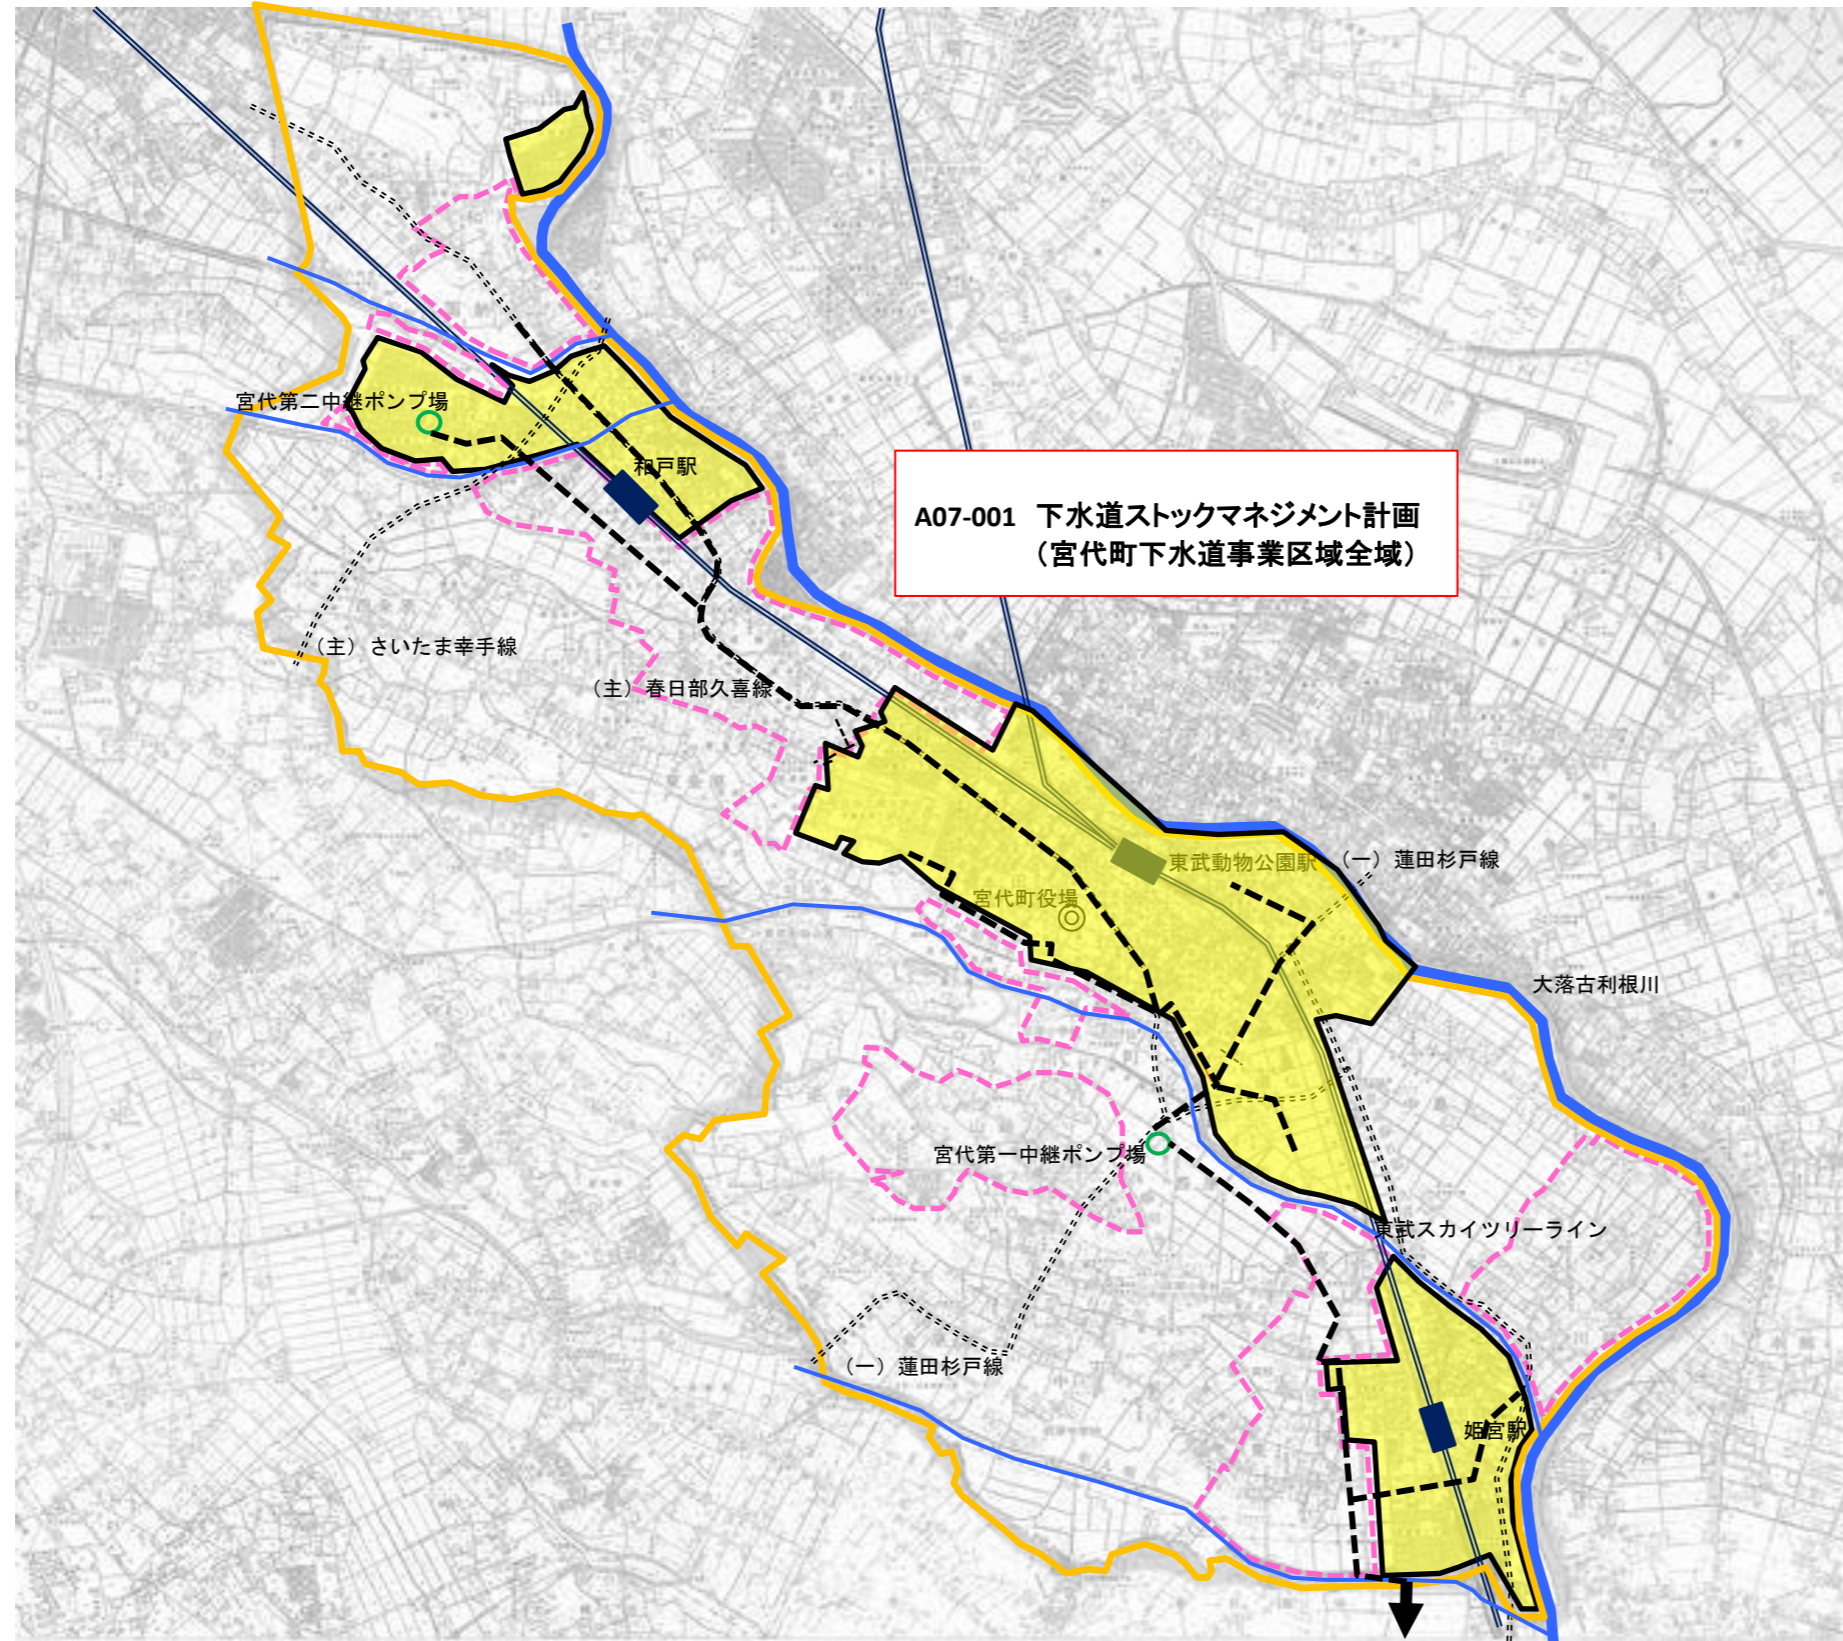 宮代第二中継ポンプ場
和戸駅
A07-001 下水道ストックマネジメント計画
（宮代町下水道事業区域全域）
（主）さいたま幸手線
（主）春日部久喜線
東武動物公園駅
（一）蓮田杉戸線
宮代町役場
大落古利根川
宮代第一中継ポンプ場
東武スカイツリーライン
（一）蓮田杉戸線
姫宮駅